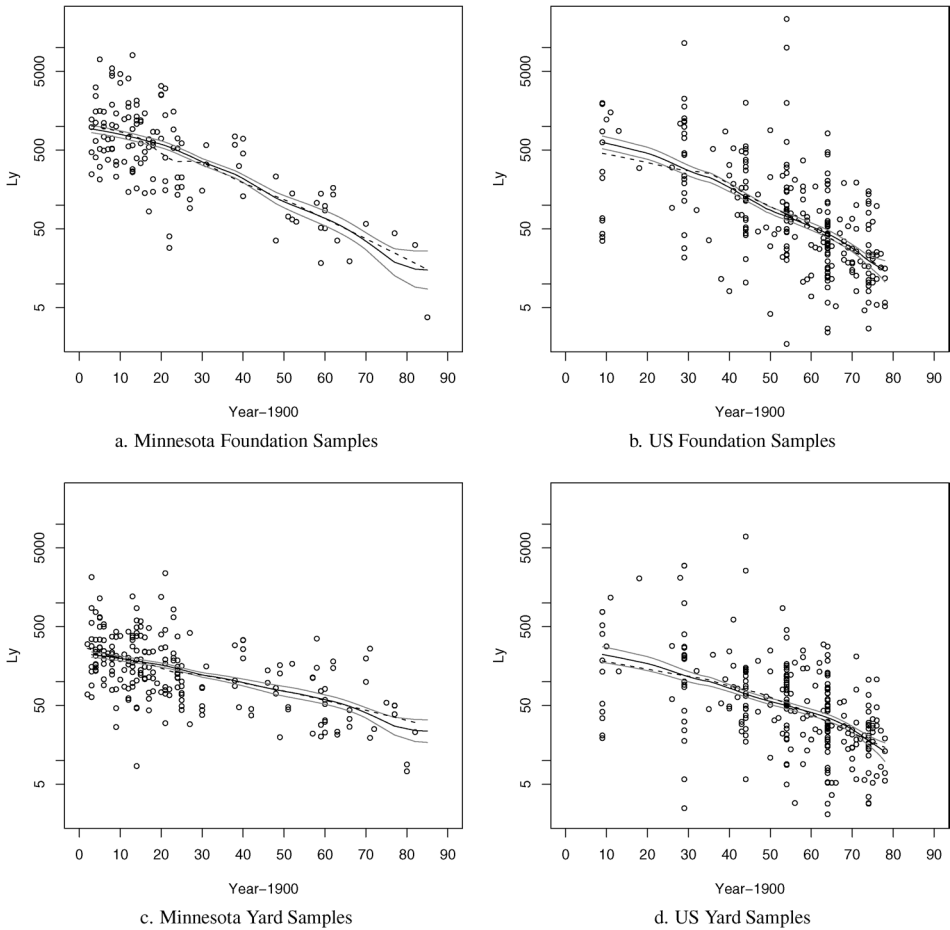 5000
500
50
5
Ly
0 10 20 30 40 50 60 70 80 90
Year−1900
a. Minnesota Foundation Samples
5000
500
50
5
Ly
0 10 20 30 40 50 60 70 80 90
Year−1900
b. US Foundation Samples
5000
500
50
5
Ly
0 10 20 30 40 50 60 70 80 90
Year−1900
c. Minnesota Yard Samples
5000
500
50
5
Ly
0 10 20 30 40 50 60 70 80 90
Year−1900
d. US Yard Samples